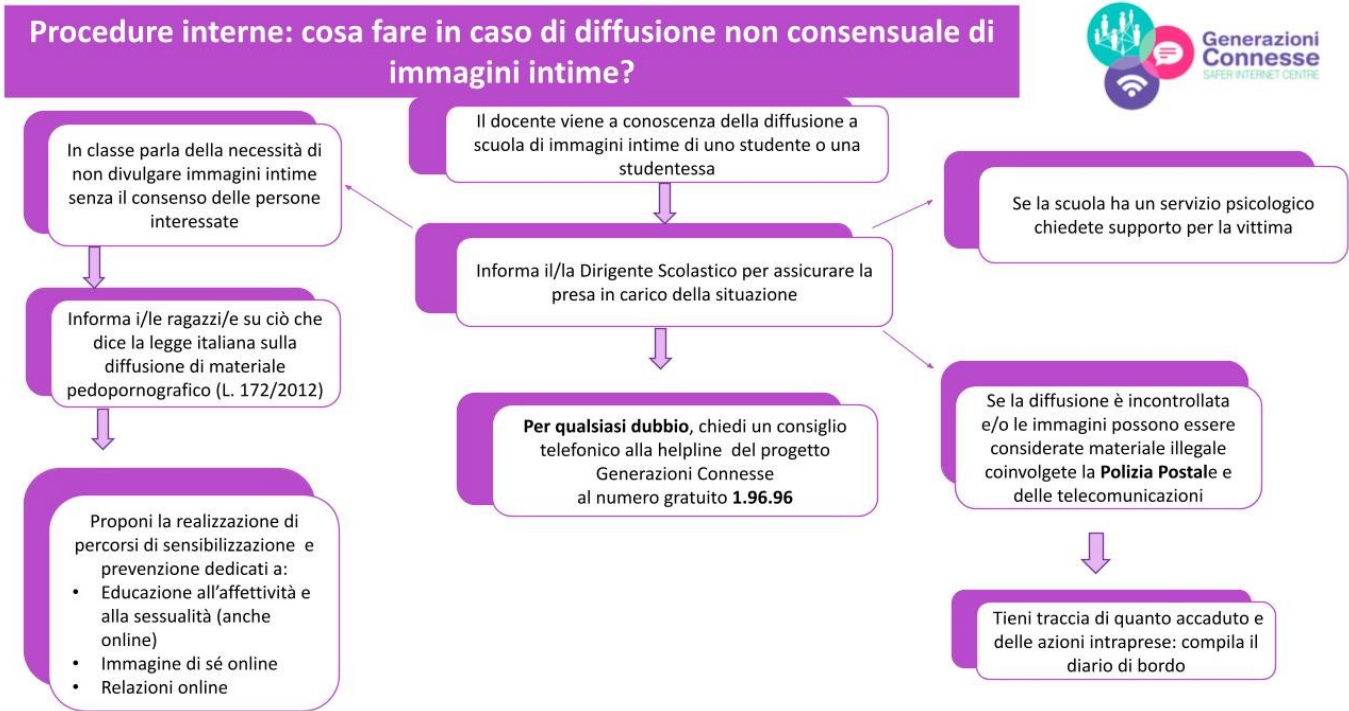 Procedure interne: cosa fare in caso di diffusione non consensuale di
immagini intime?
Generazioni
Connesse
SAFER INTERNET CENTRE
Il docente viene a conoscenza della diffusione a
scuola di immagini intime di uno studente o una
studentessa
In classe parla della necessità di
non divulgare immagini intime
senza il consenso delle persone
interessate
Se la scuola ha un servizio psicologico
chiedete supporto per la vittima
Informa il/la Dirigente Scolastico per assicurare la
presa in carico della situazione
Informa i/le ragazzi/e su ciò che
dice la legge italiana sulla
diffusione di materiale
pedopornografico (L. 172/2012)
Per qualsiasi dubbio, chiedi un consiglio
telefonico alla helpline del progetto
Generazioni Connesse
al numero gratuito 1.96.96
Se la diffusione è incontrollata
e/o le immagini possono essere
considerate materiale illegale
coinvolgete la Polizia Postale e
delle telecomunicazioni
Proponi la realizzazione di
percorsi di sensibilizzazione e
prevenzione dedicati a:
• Educazione all'affettività e
alla sessualità (anche
online)
• Immagine di sé online
• Relazioni online
Tieni traccia di quanto accaduto e
delle azioni intraprese: compila il
diario di bordo